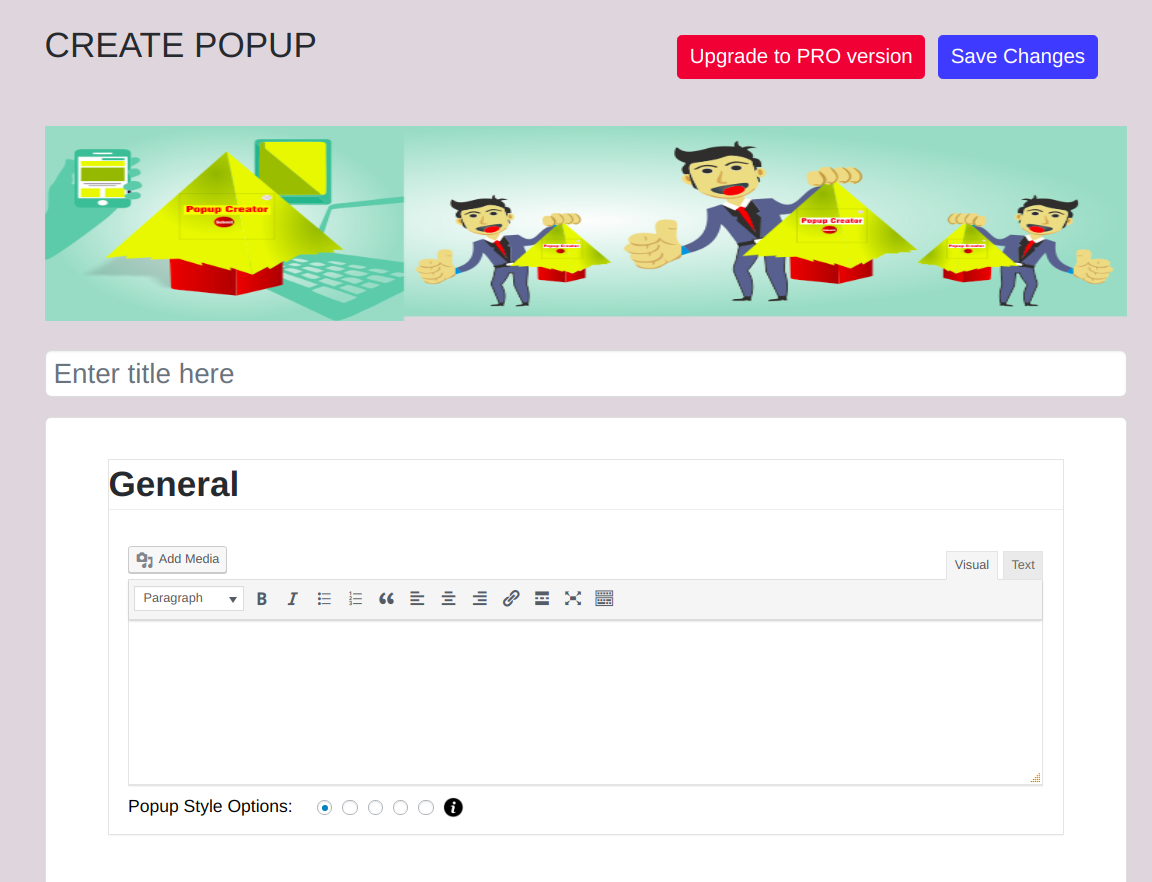 CREATE POPUP
Upgrade to PRO version
Save Changes
Popup Creator
Popup Creator
Popup Creator
Popup Creator
Enter title here
General
Add Media
Visual
Text
Paragraph
Popup Style Options: